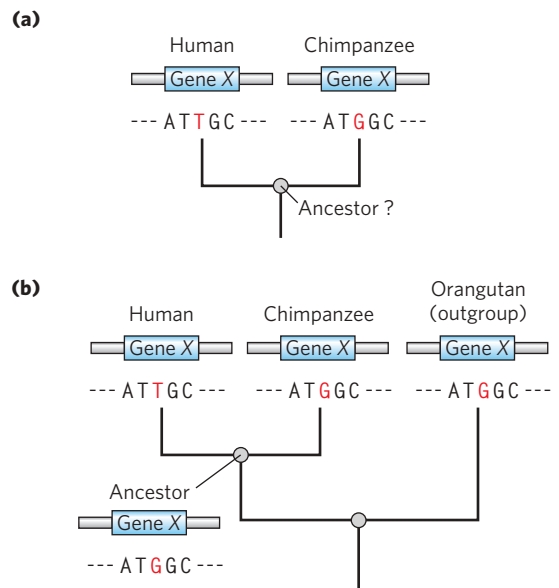 (a)
Human
Chimpanzee
Gene X
Gene X
--- ATTGC ---
--- ATGGC ---
Ancestor ?
(b)
Human
Chimpanzee
Orangutan
(outgroup)
Gene X
Gene X
Gene X
--- ATTGC ---
--- ATGGC ---
--- ATGGC ---
Ancestor
Gene X
--- ATGGC ---